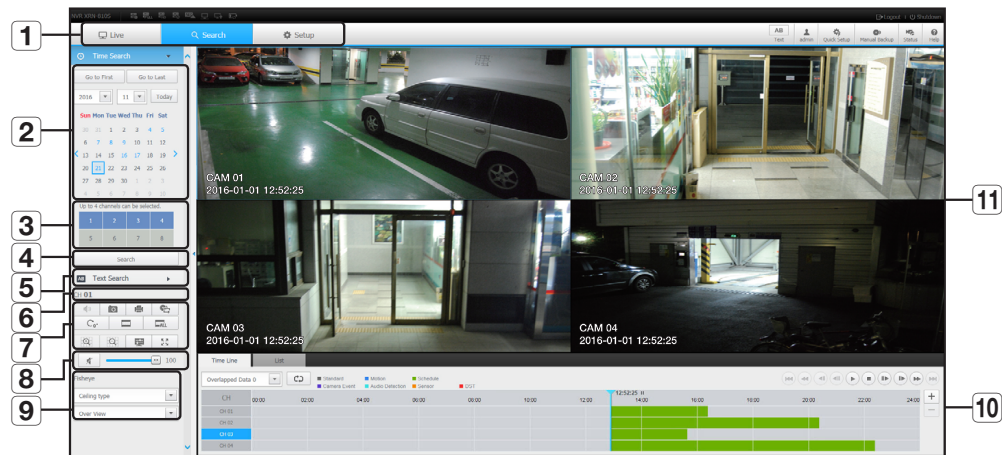 NVR XRN-810S
Logout
Shutdown
1
Live
Search
Setup
AB
Text
admin
Quick Setup
Manual Backup
Status
Help
Time Search
Go to First
Go to Last
2016
11
Today
2
Sun Mon Tue Wed Thu Fri Sat
30 31 1 2 3 4 5
6 7 8 9 10 11 12
13 14 15 16 17 18 19
20 21 22 23 24 25 26
27 28 29 30 1 2 3
4 5 6 7 8 9 10
3
Up to 4 channels can be selected.
1 2 3 4
5 6 7 8
4
Search
5
AB Text Search
6
CH 01
7
ALL
8
100
9
Fisheye
Ceiling type
Over View
CAM 01
2016-01-01 12:52:25
CAM 02
2016-01-01 12:52:25
CAM 03
2016-01-01 12:52:25
CAM 04
2016-01-01 12:52:25
11
Time Line
List
Overlapped Data 0
Standard
Motion
Schedule
Camera Event
Audio Detection
Sensor
DST
12:52:25
CH
00:00 02:00 04:00 06:00 08:00 10:00 12:00 14:00 16:00 18:00 20:00 22:00 24:00
CH 01
CH 02
CH 03
CH 04
10